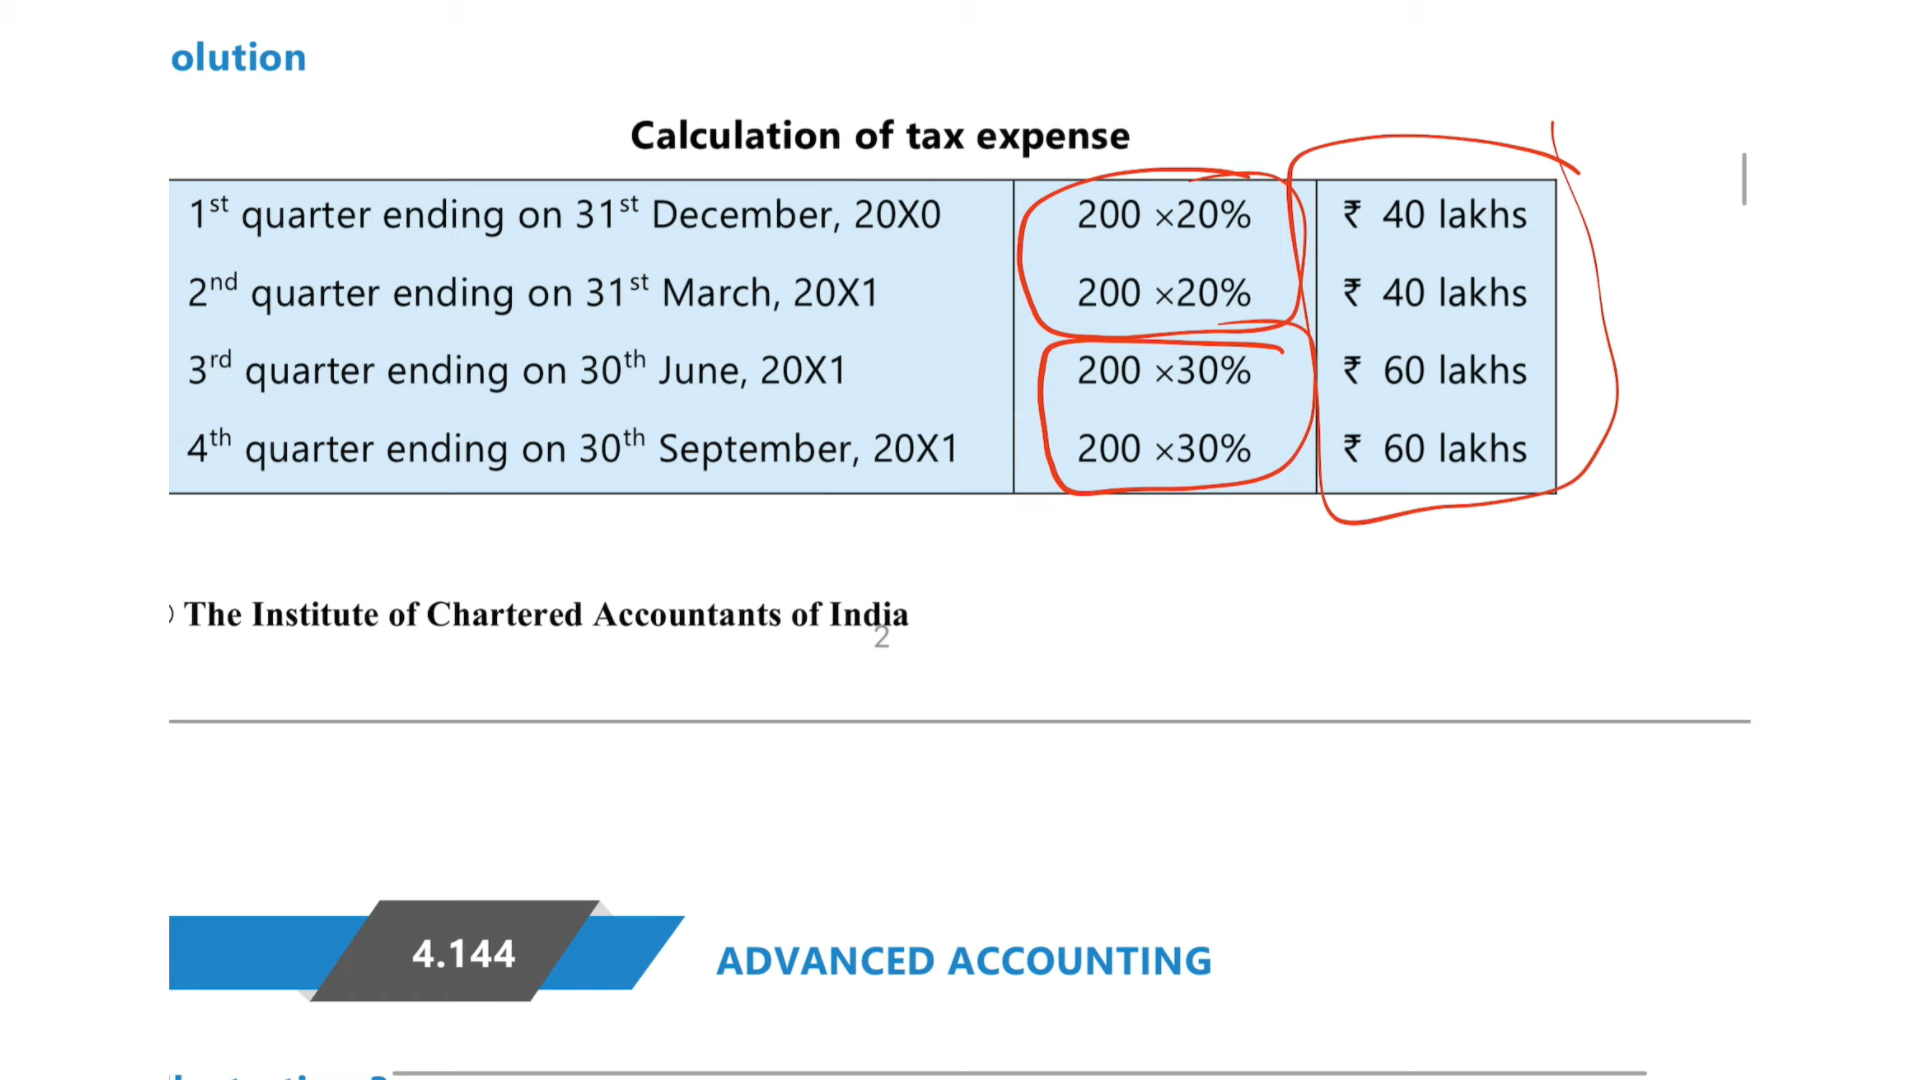 olution
Calculation of tax expense
1st quarter ending on 31st December, 20X0 200 ×20% ₹ 40 lakhs
2nd quarter ending on 31st March, 20X1 200 ×20% ₹ 40 lakhs
3rd quarter ending on 30th June, 20X1 200 ×30% ₹ 60 lakhs
4th quarter ending on 30th September, 20X1 200 ×30% ₹ 60 lakhs
) The Institute of Chartered Accountants of India
2
4.144 ADVANCED ACCOUNTING